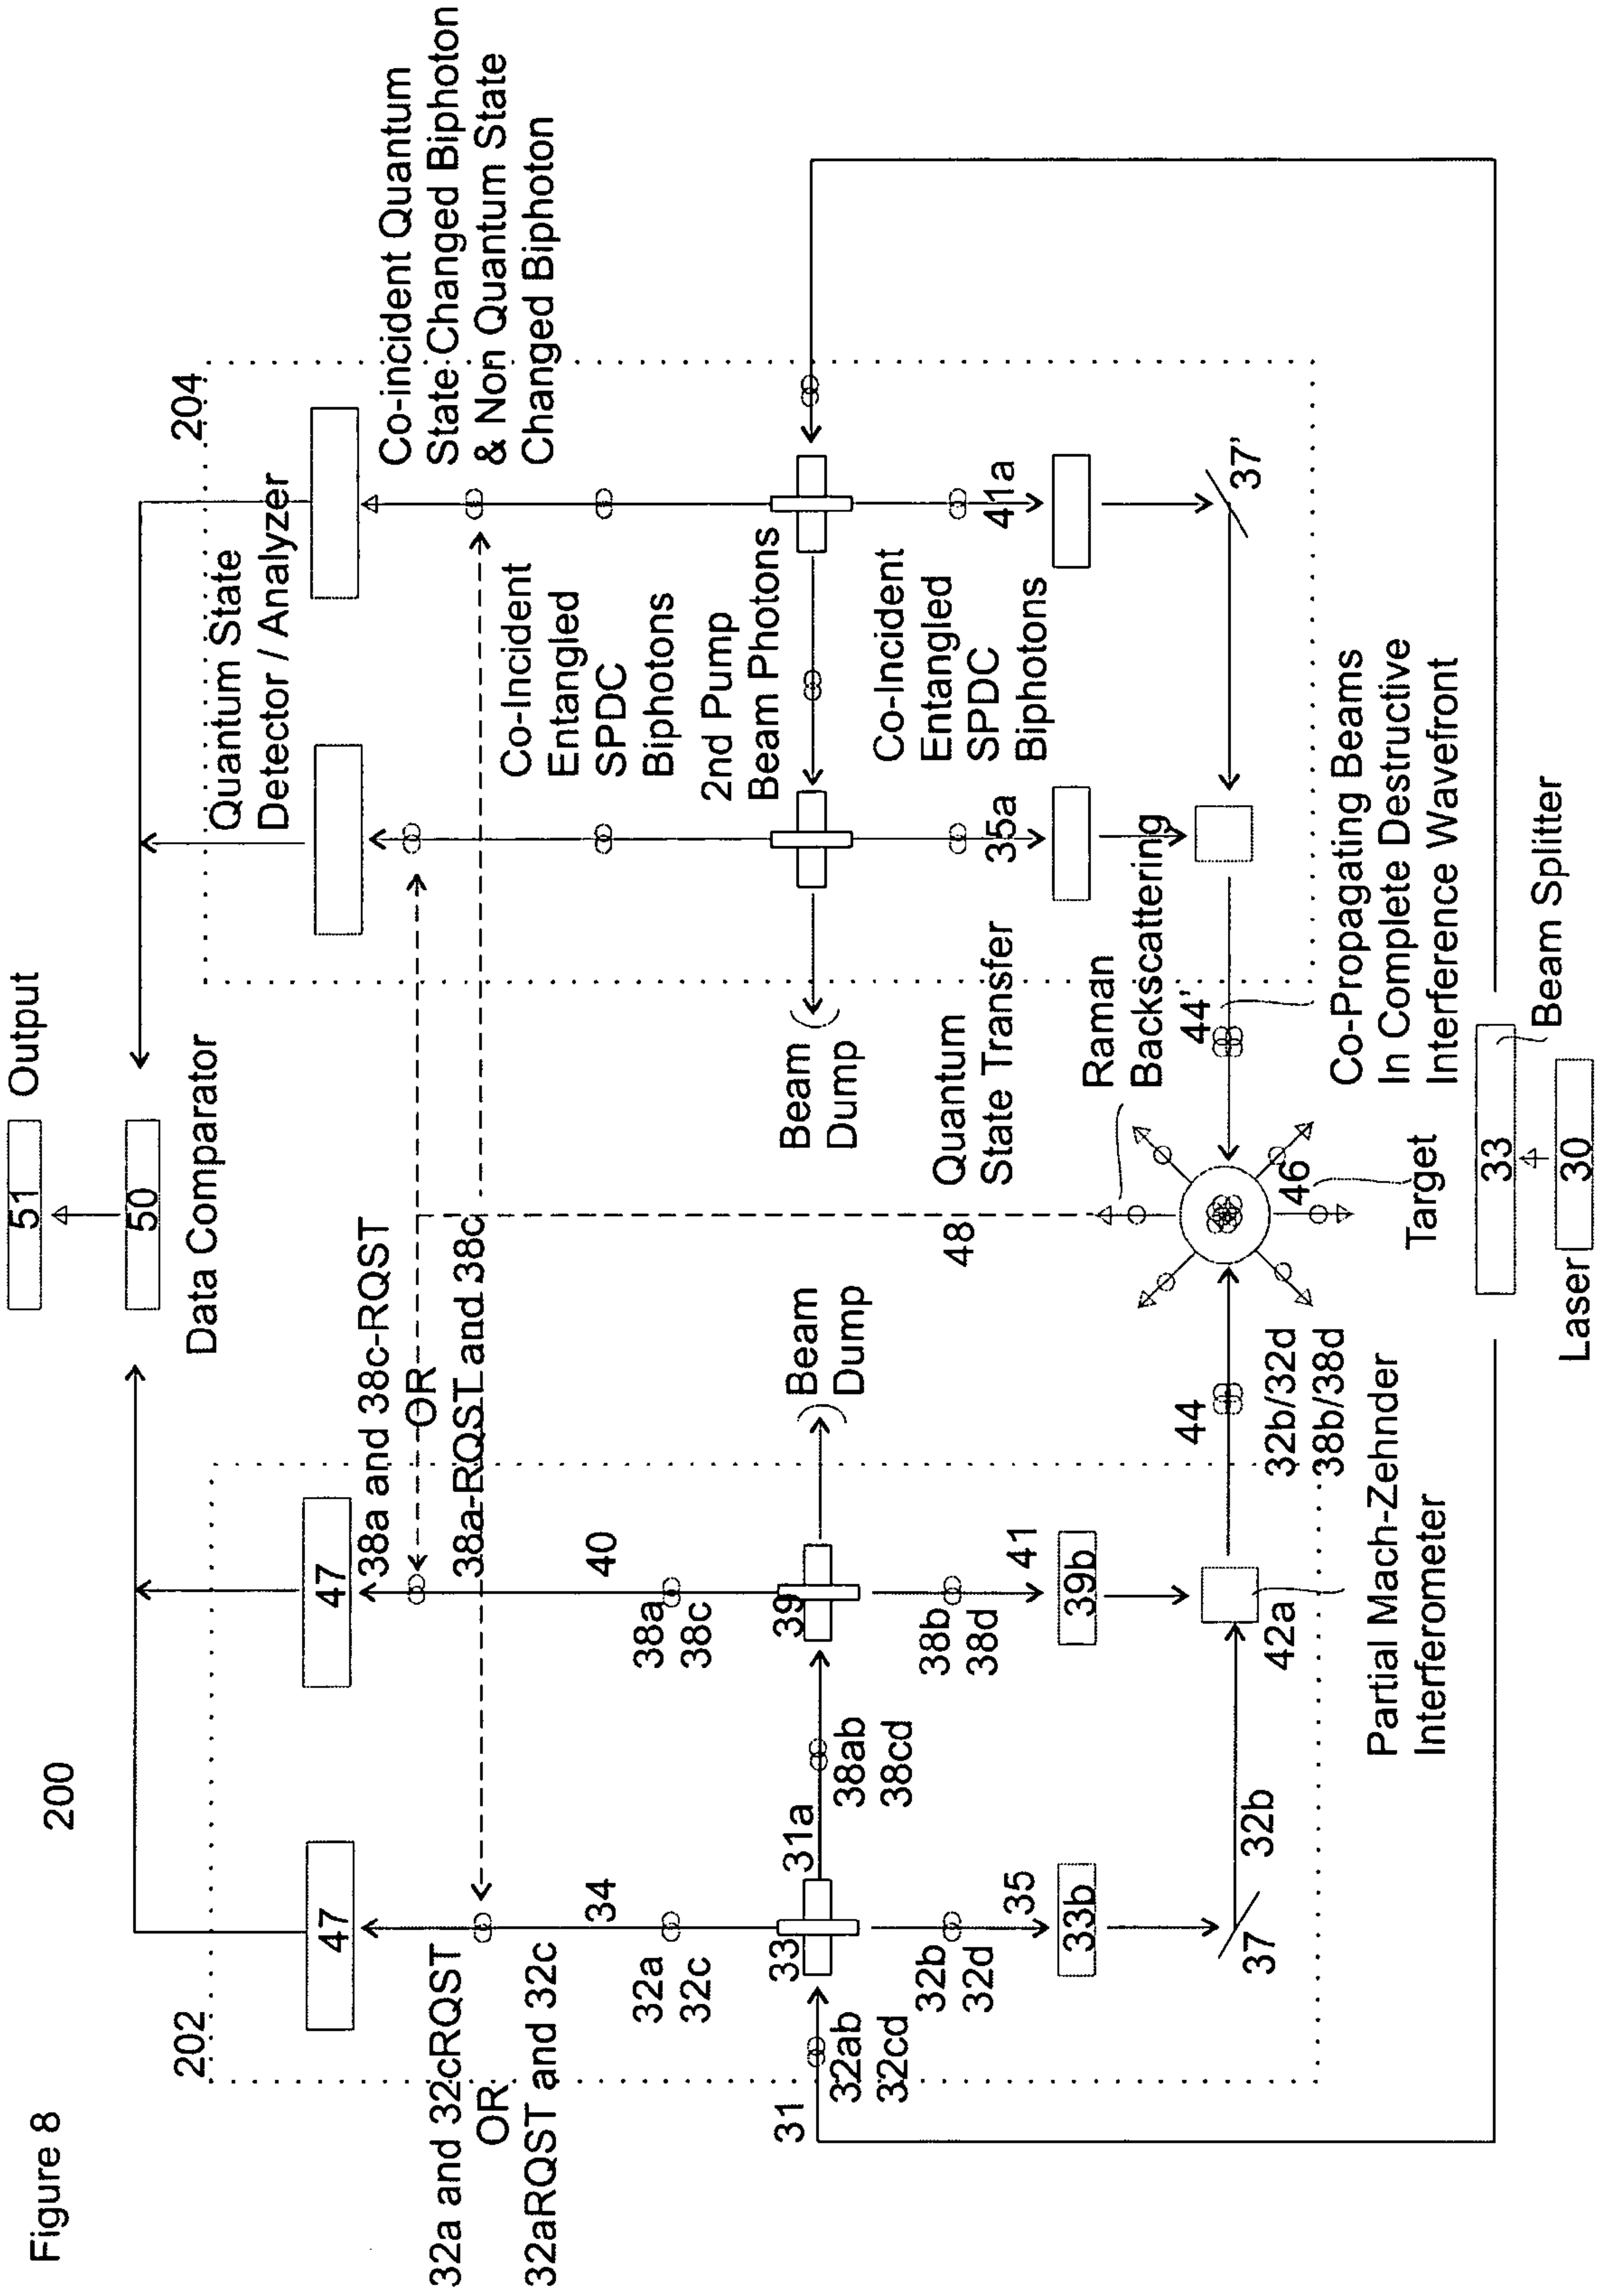 Figure 8
200
202
204
51
Output
50
Data Comparator
47
47
Quantum State
Detector / Analyzer
32a and 32cRQST
OR
32aRQST and 32c
38a and 38c-RQST
OR
38a-RQST and 38c
Co-incident Quantum
State Changed Biphoton
& Non Quantum State
Changed Biphoton
34
32a
32c
40
38a
38c
Co-Incident
Entangled
SPDC
Biphotons
2nd Pump
Beam Photons
31
32ab
32cd
33
31a
38ab
38cd
39
Beam
Dump
Beam
Dump
32b
32d
35
38b
38d
41
48
Quantum
State Transfer
35a
Co-Incident
Entangled
SPDC
Biphotons
41a
33b
39b
Raman
Backscattering
37
32b
42a
44
44'
46
37'
32b/32d
38b/38d
Partial Mach-Zehnder
Interferometer
Target
Co-Propagating Beams
In Complete Destructive
Interference Wavefront
33
Beam Splitter
Laser
30